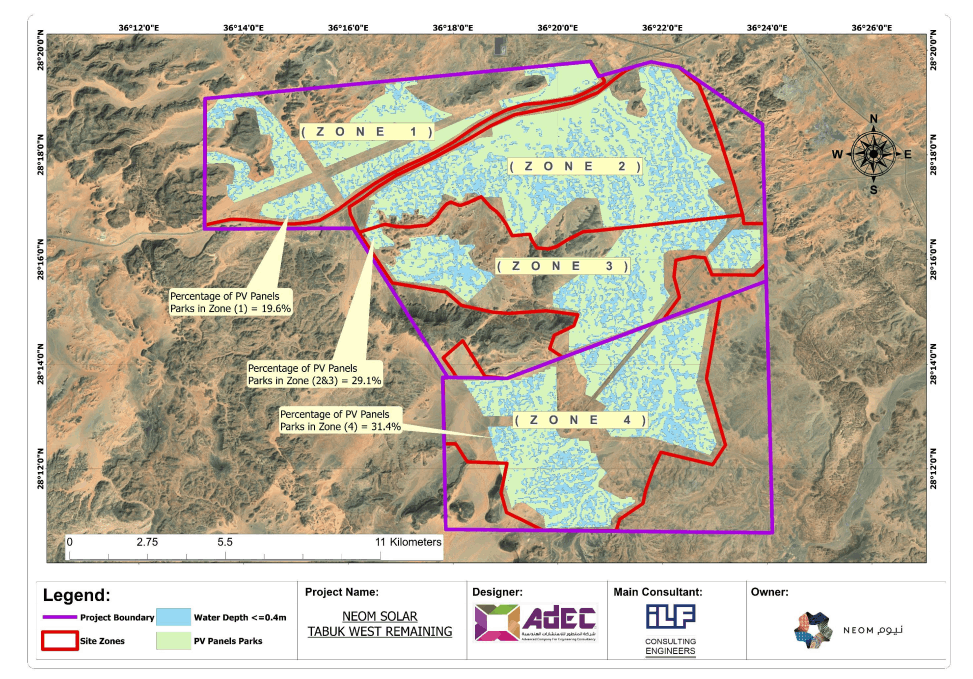 36°12'0"E 36°14'0"E 36°16'0"E 36°18'0"E 36°20'0"E 36°22'0"E 36°24'0"E 36°26'0"E
28°20'0"N 28°20'0"N
28°18'0"N 28°18'0"N
28°16'0"N 28°16'0"N
28°14'0"N 28°14'0"N
28°12'0"N 28°12'0"N
N
W E
S
( ZONE 1 )
( ZONE 2 )
( ZONE 3 )
Percentage of PV Panels
Parks in Zone (1) = 19.6%
Percentage of PV Panels
Parks in Zone (2&3) = 29.1%
Percentage of PV Panels
Parks in Zone (4) = 31.4%
( ZONE 4 )
0 2.75 5.5 11 Kilometers
Legend:
Project Boundary
Water Depth <=0.4m
Site Zones
PV Panels Parks
Project Name:
NEOM SOLAR
TABUK WEST REMAINING
Designer:
ADEC
Advanced Company For Engineering Consultancy
Main Consultant:
iLF
CONSULTING
ENGINEERS
Owner:
NEOM نيوم